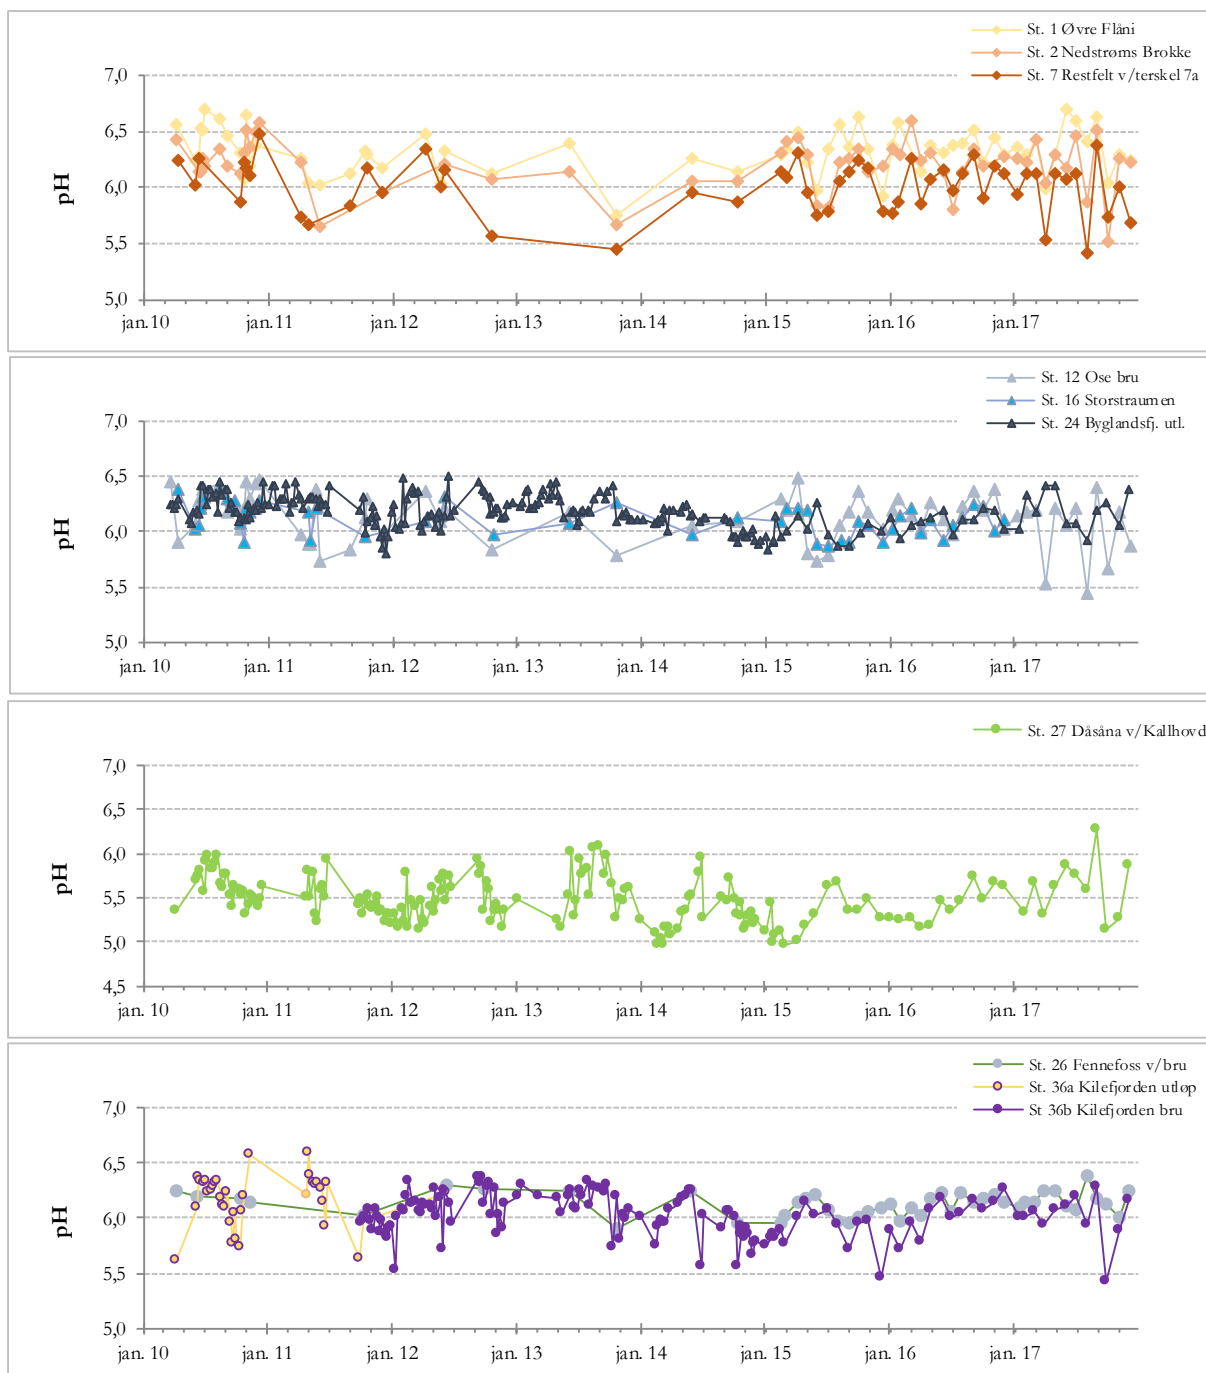 St. 1 Øvre Flåni
St. 2 Nedstrøms Brokke
St. 7 Restfelt v/terskel 7a
7,0
6,5
6,0
5,5
5,0
pH
jan.10 jan.11 jan.12 jan.13 jan.14 jan.15 jan.16 jan.17
St. 12 Ose bru
St. 16 Storstraumen
St. 24 Byglandsfj. utl.
7,0
6,5
6,0
5,5
5,0
pH
jan. 10 jan. 11 jan. 12 jan. 13 jan. 14 jan. 15 jan. 16 jan. 17
St. 27 Dåsåna v/Kallhovd
7,0
6,5
6,0
5,5
5,0
4,5
pH
jan. 10 jan. 11 jan. 12 jan. 13 jan. 14 jan. 15 jan. 16 jan. 17
St. 26 Fennefoss v/bru
St. 36a Kilefjorden utløp
St 36b Kilefjorden bru
7,0
6,5
6,0
5,5
5,0
pH
jan. 10 jan. 11 jan. 12 jan. 13 jan. 14 jan. 15 jan. 16 jan. 17